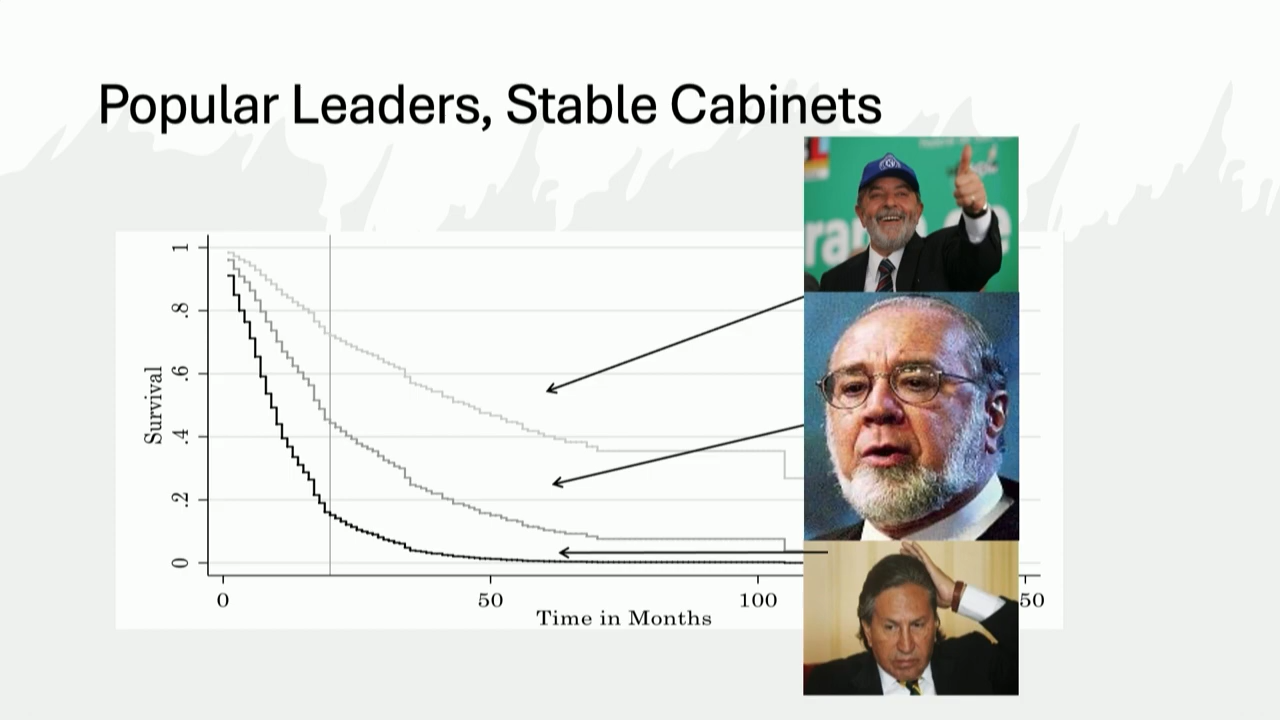 Popular Leaders, Stable Cabinets
1
.8
.6
.4
.2
0
Survival
0 50 100 50
Time in Months